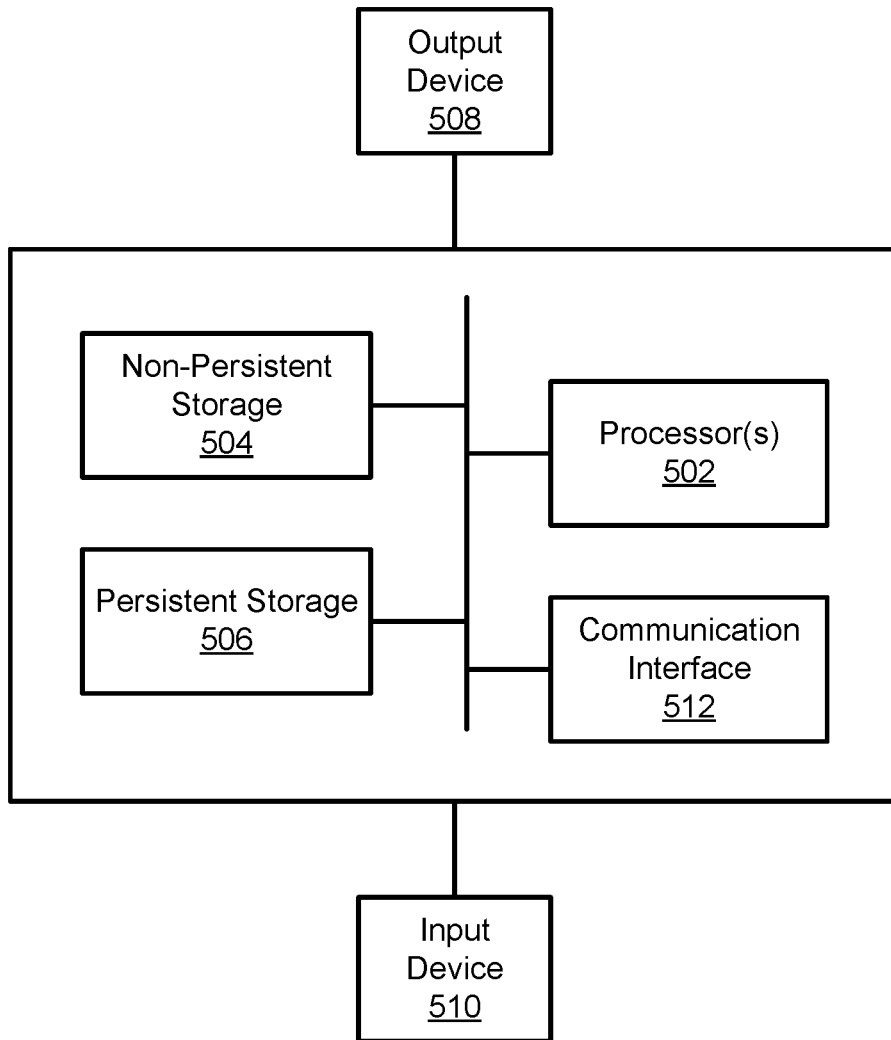 Output
Device
508
Non-Persistent
Storage
504
Processor(s)
502
Persistent Storage
506
Communication
Interface
512
Input
Device
510